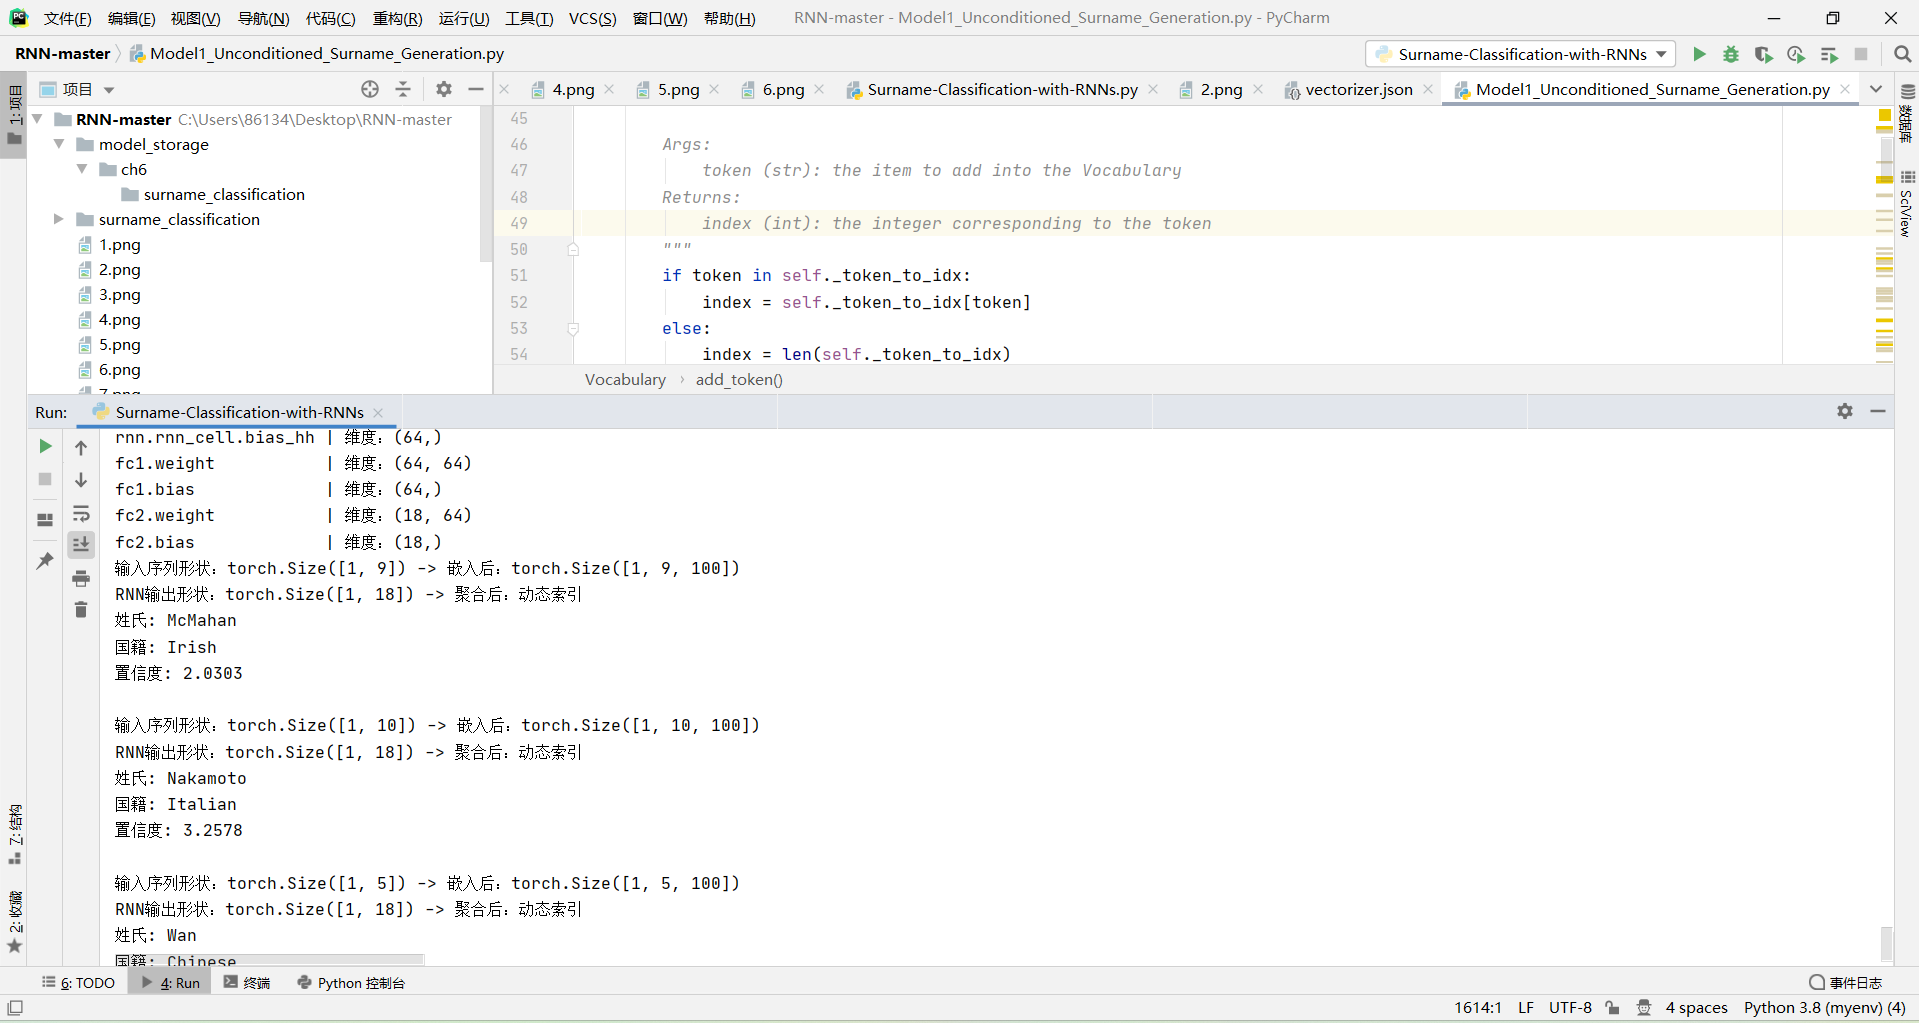 文件(F) 编辑(E) 视图(V) 导航(N) 代码(C) 重构(R) 运行(U) 工具(T) VCS(S) 窗口(W) 帮助(H) RNN-master - Model1_Unconditioned_Surname_Generation.py - PyCharm
RNN-master Model1_Unconditioned_Surname_Generation.py Surname-Classification-with-RNNs
项目 4.png 5.png 6.png Surname-Classification-with-RNNs.py 2.png vectorizer.json Model1_Unconditioned_Surname_Generation.py
1: 项目
数据库
SciView
RNN-master C:\Users\86134\Desktop\RNN-master
model_storage
ch6
surname_classification
surname_classification
1.png
2.png
3.png
4.png
5.png
6.png
7.png
45
46 Args:
47 token (str): the item to add into the Vocabulary
48 Returns:
49 index (int): the integer corresponding to the token
50 """
51 if token in self._token_to_idx:
52 index = self._token_to_idx[token]
53 else:
54 index = len(self._token_to_idx)
Vocabulary › add_token()
Run: Surname-Classification-with-RNNs
rnn.rnn_cell.bias_hh | 维度: (64,)
fc1.weight | 维度: (64, 64)
fc1.bias | 维度: (64,)
fc2.weight | 维度: (18, 64)
fc2.bias | 维度: (18,)
输入序列形状: torch.Size([1, 9]) -> 嵌入后: torch.Size([1, 9, 100])
RNN输出形状: torch.Size([1, 18]) -> 聚合后: 动态索引
姓氏: McMahan
国籍: Irish
置信度: 2.0303
输入序列形状: torch.Size([1, 10]) -> 嵌入后: torch.Size([1, 10, 100])
RNN输出形状: torch.Size([1, 18]) -> 聚合后: 动态索引
姓氏: Nakamoto
国籍: Italian
置信度: 3.2578
输入序列形状: torch.Size([1, 5]) -> 嵌入后: torch.Size([1, 5, 100])
RNN输出形状: torch.Size([1, 18]) -> 聚合后: 动态索引
姓氏: Wan
国籍: Chinese
7: 结构
2: 收藏
6: TODO 4: Run 终端 Python 控制台 事件日志
1614:1 LF UTF-8 4 spaces Python 3.8 (myenv) (4)